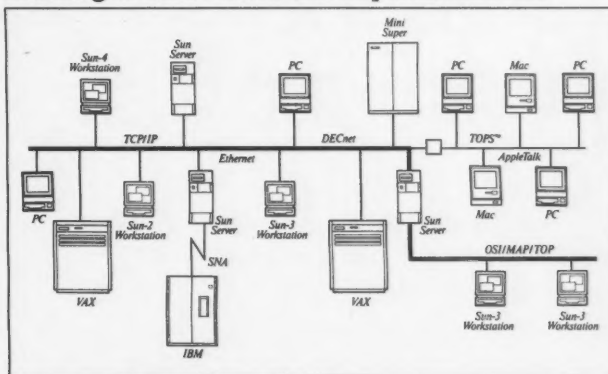 Mini
Super
Sun
Server
Sun-4
Workstation
PC
PC
Mac
PC
TCP/IP
DECnet
TOPS™
Ethernet
AppleTalk
PC
Sun-2
Workstation
Sun
Server
Sun-3
Workstation
Sun
Server
Mac
PC
SNA
OSI/MAP/TOP
VAX
VAX
IBM
Sun-3
Workstation
Sun-3
Workstation